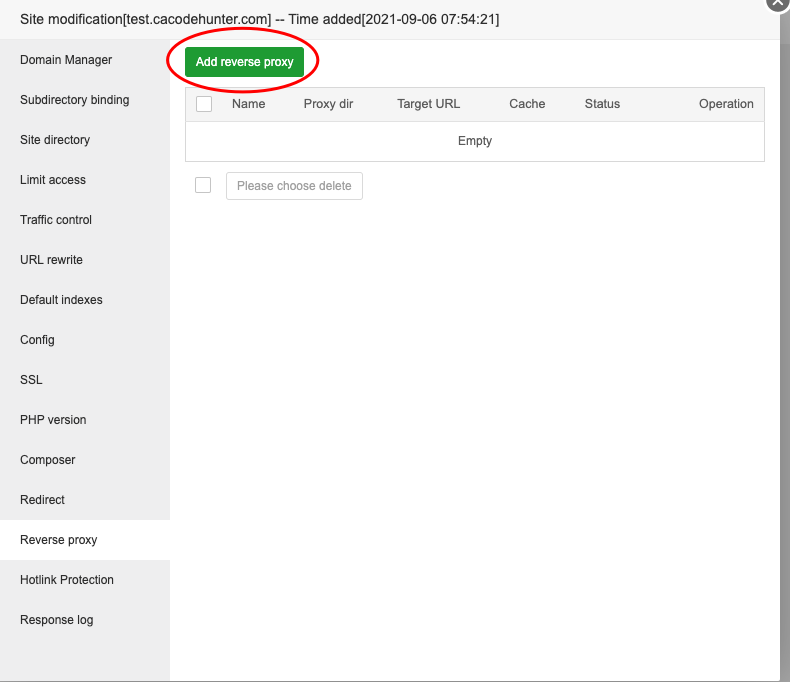 Site modification[test.cacodehunter.com] -- Time added[2021-09-06 07:54:21]
Domain Manager
Subdirectory binding
Site directory
Limit access
Traffic control
URL rewrite
Default indexes
Config
SSL
PHP version
Composer
Redirect
Reverse proxy
Hotlink Protection
Response log
Add reverse proxy
Name Proxy dir Target URL Cache Status Operation
Empty
Please choose delete